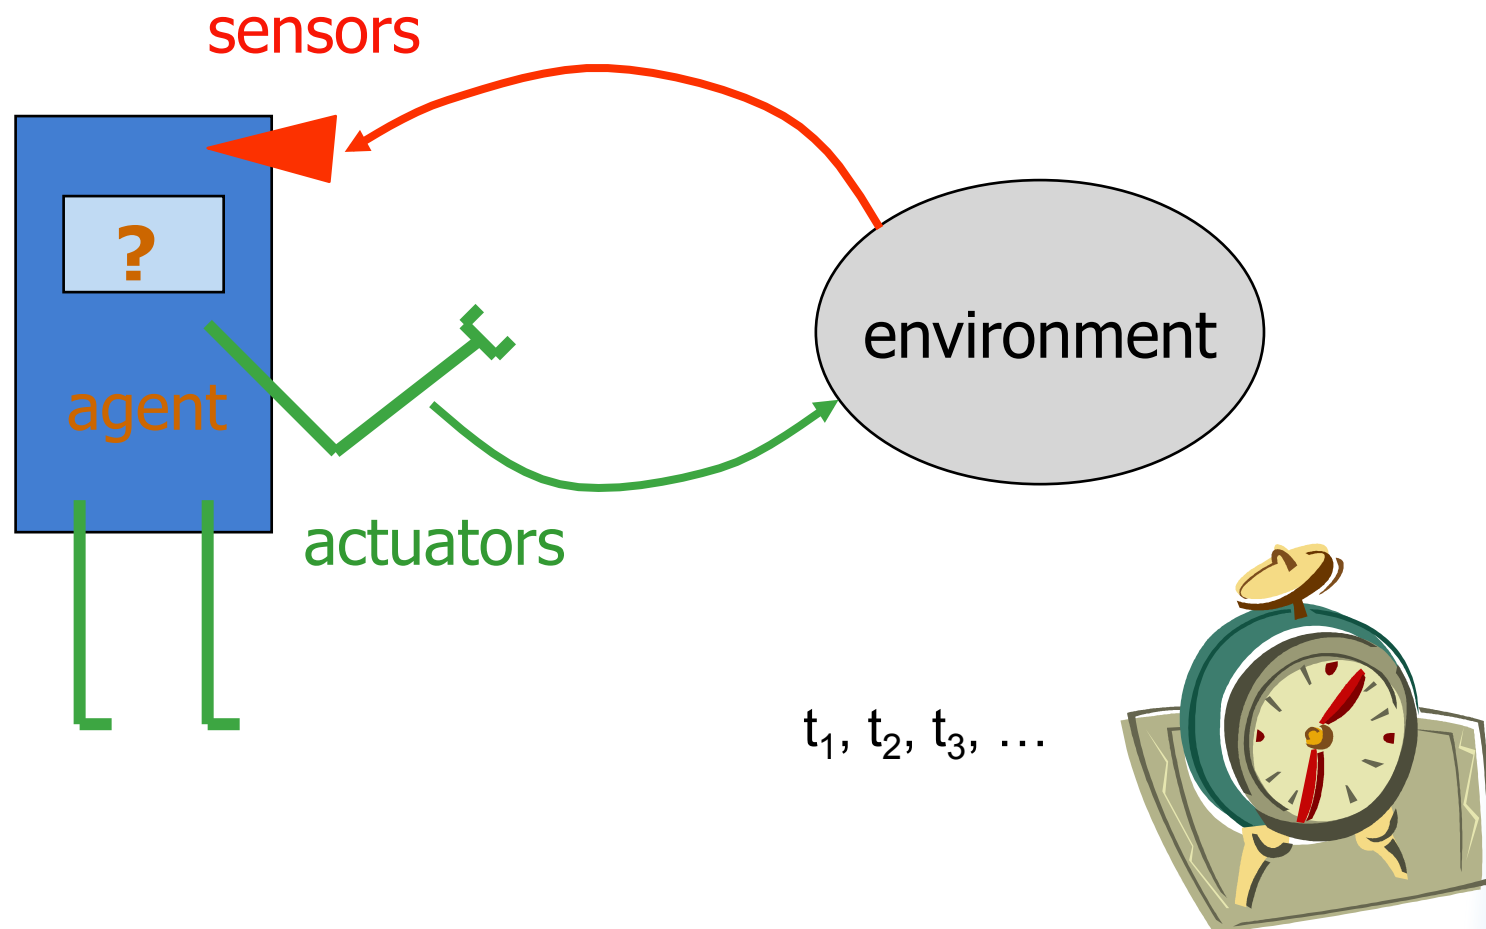 sensors
?
environment
agent
actuators
t₁, t₂, t₃, …